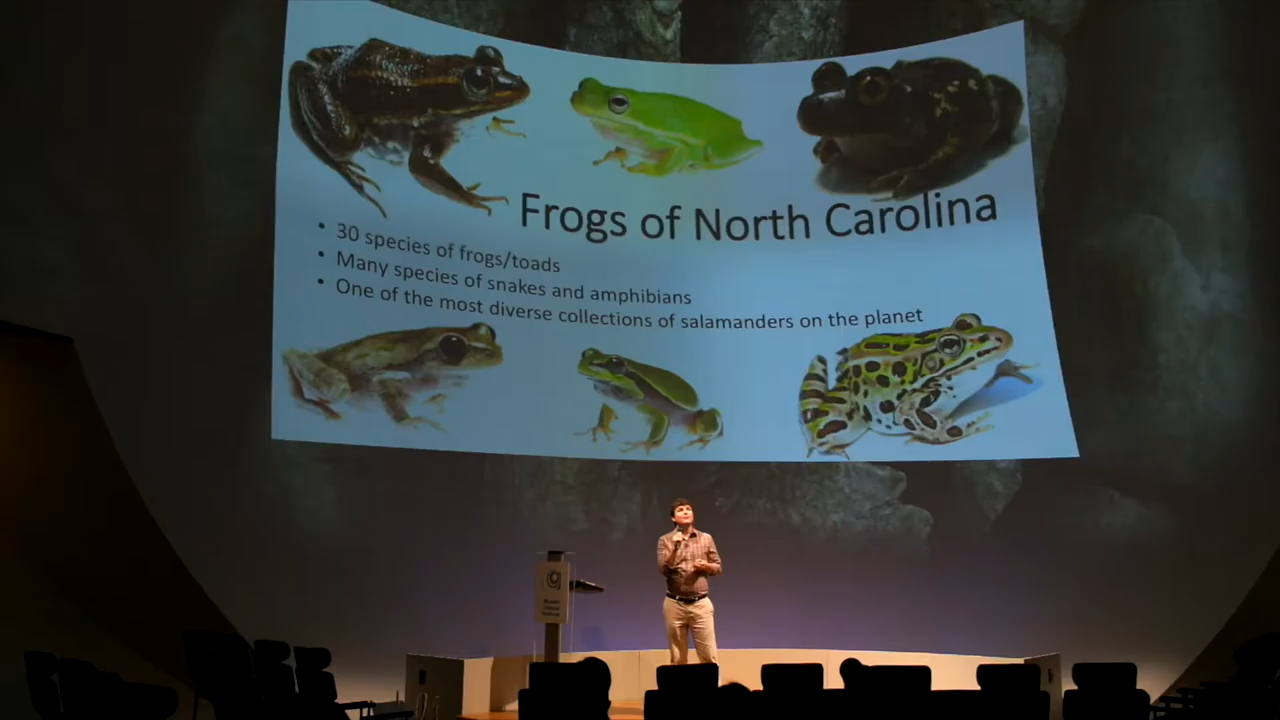 Frogs of North Carolina
• 30 species of frogs/toads
• Many species of snakes and amphibians
• One of the most diverse collections of salamanders on the planet